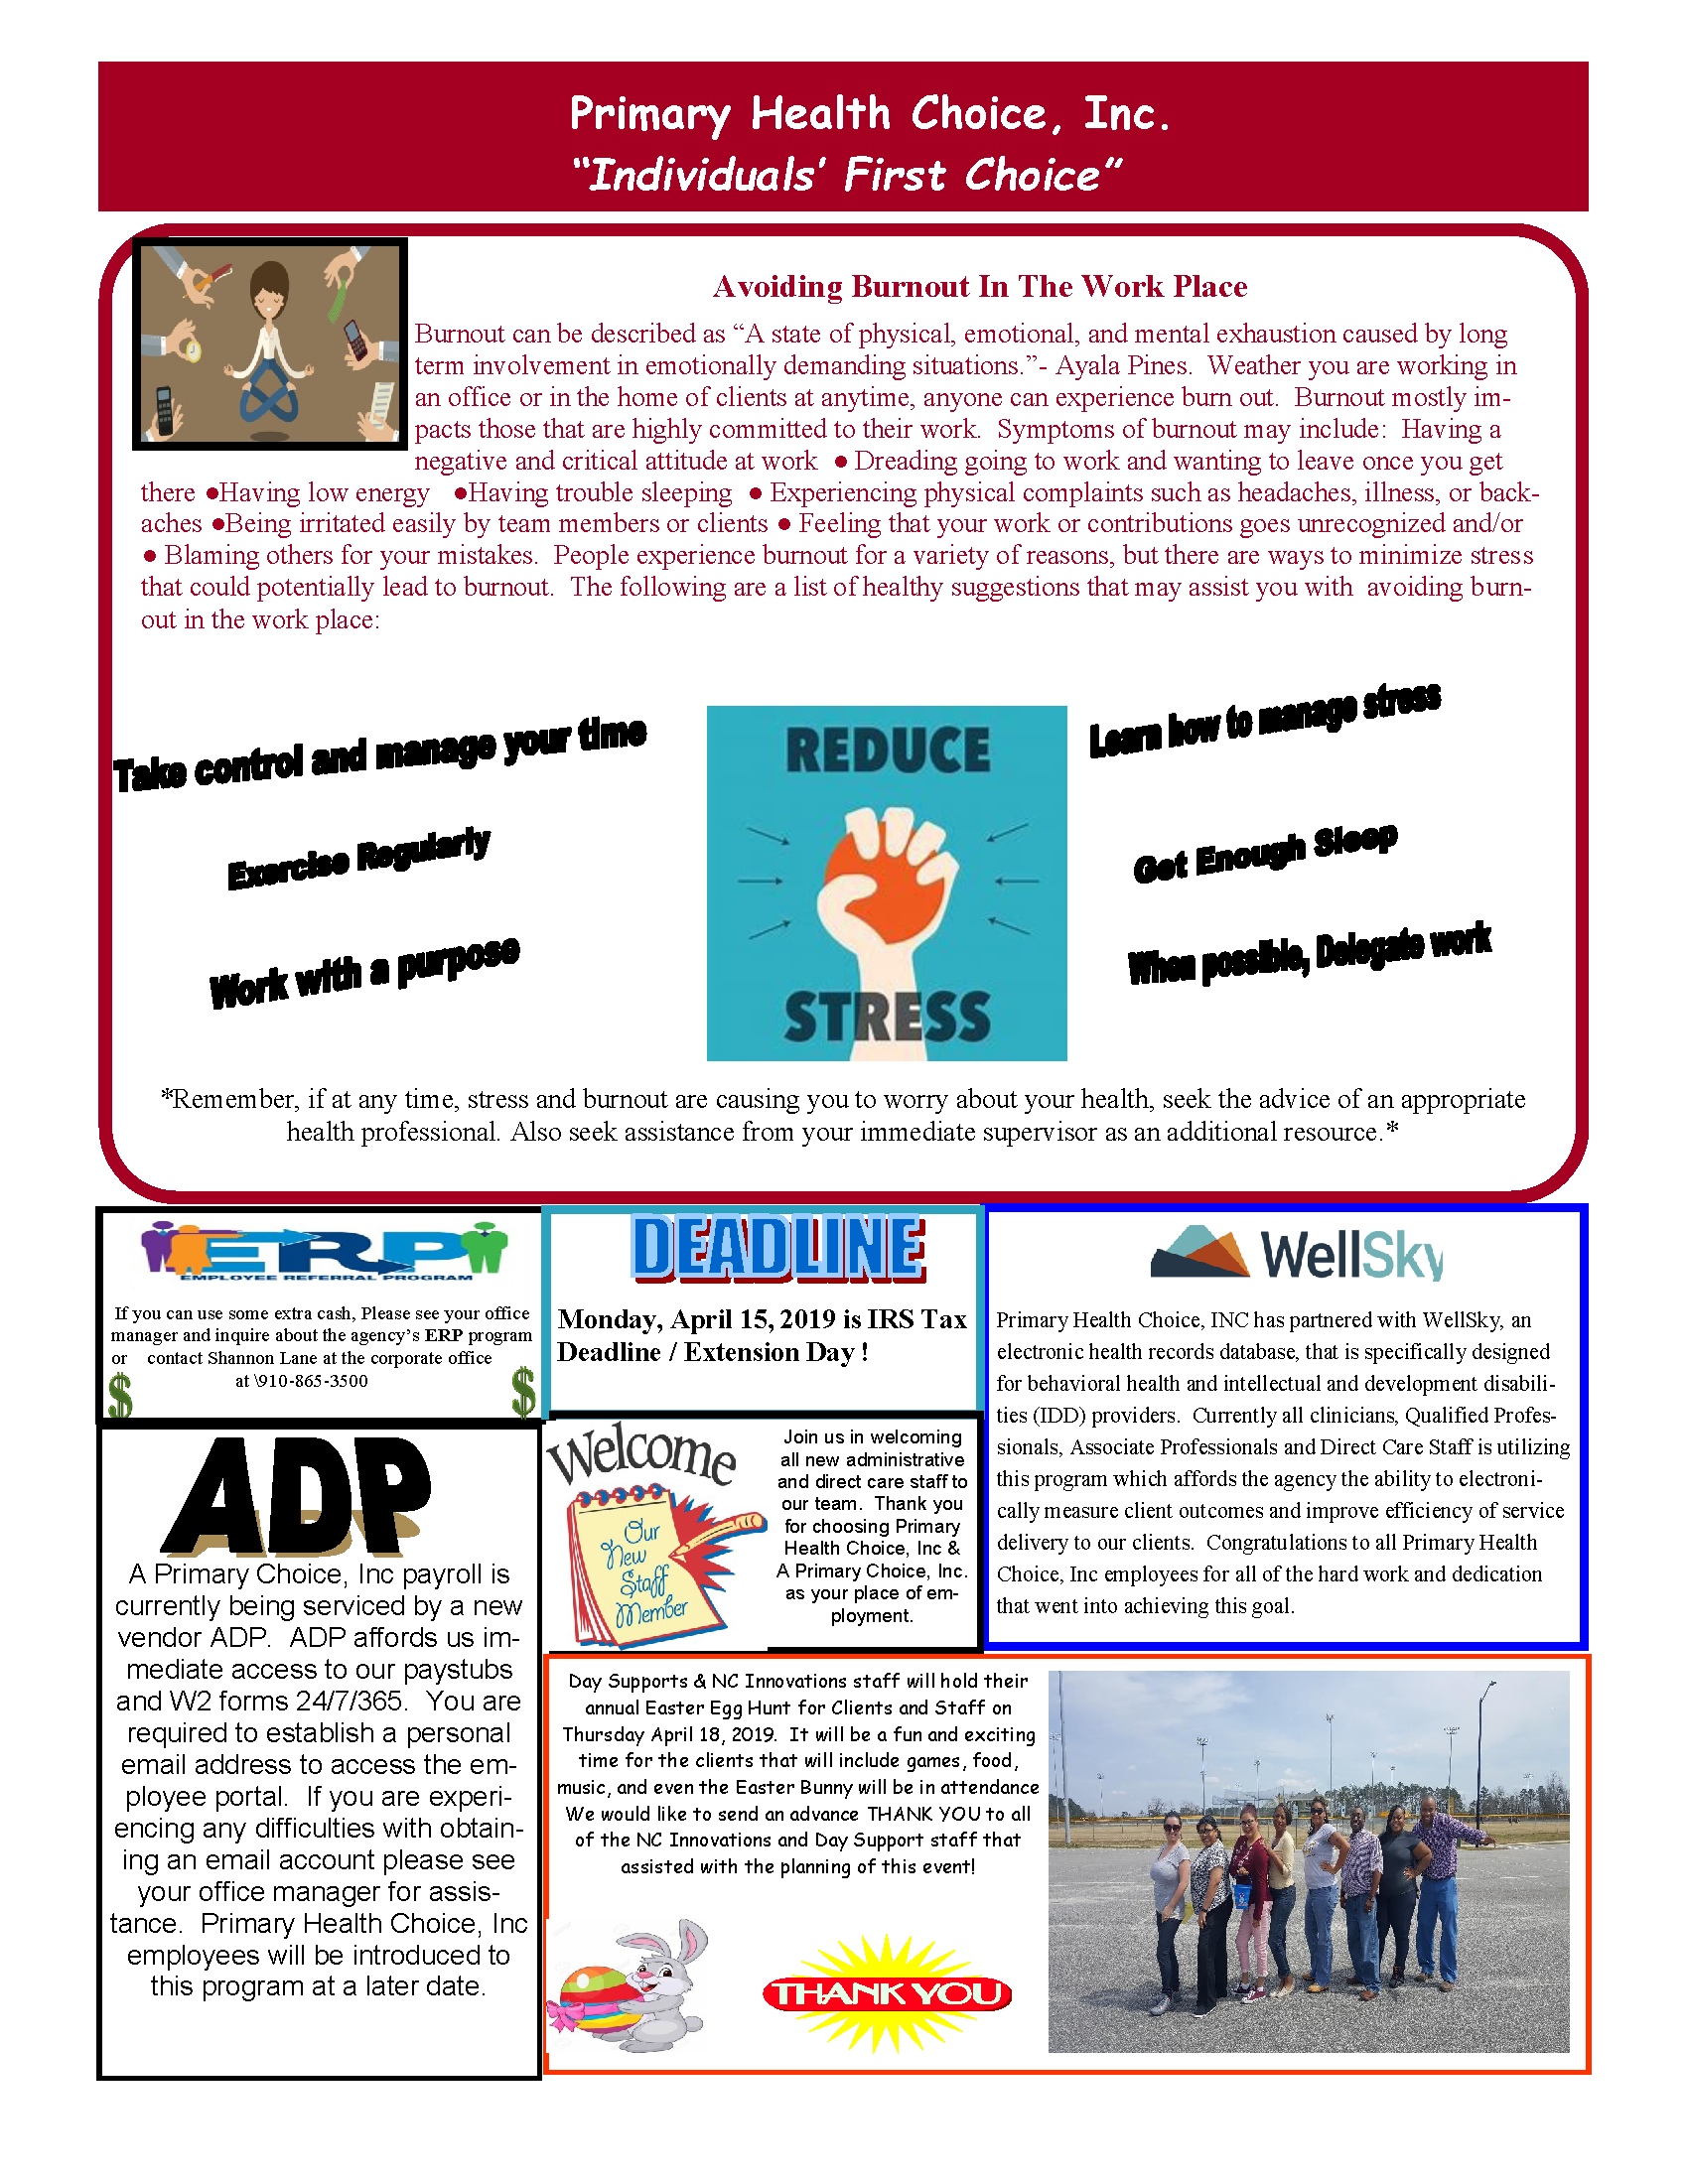 Primary Health Choice, Inc.
“Individuals’ First Choice”
Avoiding Burnout In The Work Place
Burnout can be described as “A state of physical, emotional, and mental exhaustion caused by long
term involvement in emotionally demanding situations.”- Ayala Pines.  Weather you are working in
an office or in the home of clients at anytime, anyone can experience burn out.  Burnout mostly im-
pacts those that are highly committed to their work.  Symptoms of burnout may include:  Having a
negative and critical attitude at work  ● Dreading going to work and wanting to leave once you get
there ●Having low energy   ●Having trouble sleeping  ● Experiencing physical complaints such as headaches, illness, or back-
aches ●Being irritated easily by team members or clients ● Feeling that your work or contributions goes unrecognized and/or
● Blaming others for your mistakes.  People experience burnout for a variety of reasons, but there are ways to minimize stress
that could potentially lead to burnout.  The following are a list of healthy suggestions that may assist you with  avoiding burn-
out in the work place:
Take control and manage your time
Exercise Regularly
Work with a purpose
REDUCE
STRESS
Learn how to manage stress
Get Enough Sleep
When possible, Delegate work
*Remember, if at any time, stress and burnout are causing you to worry about your health, seek the advice of an appropriate
health professional. Also seek assistance from your immediate supervisor as an additional resource.*
ERP
EMPLOYEE REFERRAL PROGRAM
If you can use some extra cash, Please see your office
manager and inquire about the agency’s ERP program
or    contact Shannon Lane at the corporate office
at \910-865-3500
$ $
DEADLINE
Monday, April 15, 2019 is IRS Tax
Deadline / Extension Day !
WellSky
Primary Health Choice, INC has partnered with WellSky, an
electronic health records database, that is specifically designed
for behavioral health and intellectual and development disabili-
ties (IDD) providers.  Currently all clinicians, Qualified Profes-
sionals, Associate Professionals and Direct Care Staff is utilizing
this program which affords the agency the ability to electroni-
cally measure client outcomes and improve efficiency of service
delivery to our clients.  Congratulations to all Primary Health
Choice, Inc employees for all of the hard work and dedication
that went into achieving this goal.
ADP
A Primary Choice, Inc payroll is
currently being serviced by a new
vendor ADP.  ADP affords us im-
mediate access to our paystubs
and W2 forms 24/7/365.  You are
required to establish a personal
email address to access the em-
ployee portal.  If you are experi-
encing any difficulties with obtain-
ing an email account please see
your office manager for assis-
tance.  Primary Health Choice, Inc
employees will be introduced to
this program at a later date.
Welcome
Our
New
Staff
Member
Join us in welcoming
all new administrative
and direct care staff to
our team.  Thank you
for choosing Primary
Health Choice, Inc &
A Primary Choice, Inc.
as your place of em-
ployment.
Day Supports & NC Innovations staff will hold their
annual Easter Egg Hunt for Clients and Staff on
Thursday April 18, 2019.  It will be a fun and exciting
time for the clients that will include games, food,
music, and even the Easter Bunny will be in attendance
We would like to send an advance THANK YOU to all
of the NC Innovations and Day Support staff that
assisted with the planning of this event!
THANK YOU